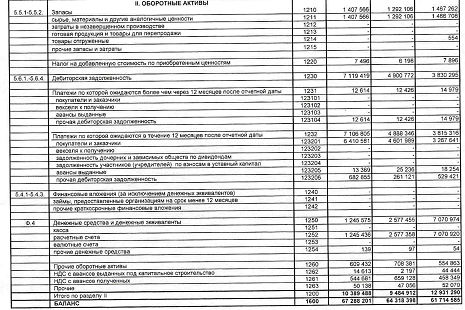 II. ОБОРОТНЫЕ АКТИВЫ
5.5.1-5.5.2. Запасы 1210 1 407 566 1 292 106 1 467 262
сырье, материалы и другие аналогичные ценности 1211 1 407 566 1 292 106 1 466 708
затраты в незавершенном производстве 1212 - - -
готовая продукция и товары для перепродажи 1213 - - -
товары отгруженные 1214 - - 554
прочие запасы и затраты 1215 - - -
Налог на добавленную стоимость по приобретенным ценностям 1220 7 496 6 198 7 896
5.6.1.-5.6.4. Дебиторская задолженность 1230 7 119 419 4 900 772 3 830 295
Платежи по которой ожидаются более чем через 12 месяцев после отчетной даты 1231 12 614 12 426 14 979
покупатели и заказчики 123101 - - -
векселя к получению 123102 - - -
авансы выданные 123103 - - -
прочая дебиторская задолженность 123104 12 614 12 426 14 979
Платежи по которой ожидаются в течение 12 месяцев после отчетной даты 1232 7 106 805 4 888 346 3 815 316
покупатели и заказчики 123201 6 410 581 4 601 989 3 267 641
векселя к получению 123202 - - -
задолженность дочерних и зависимых обществ по дивидендам 123203 - - -
задолженность участников (учредителей) по взносам в уставный капитал 123204 - - -
авансы выданные 123205 13 369 25 236 18 254
прочая дебиторская задолженность 123206 682 855 261 121 529 421
5.4.1-5.4.3. Финансовые вложения (за исключением денежных эквивалентов) 1240 - - -
займы, предоставленные организациям на срок менее 12 месяцев 1241 - - -
прочие краткосрочные финансовые вложения 1242 - - -
Ф.4 Денежные средства и денежные эквиваленты 1250 1 245 575 2 577 455 7 070 974
касса 1251 - - -
расчетные счета 1252 1 245 436 2 577 358 7 070 920
валютные счета 1253 - - -
прочие денежные средства 1254 139 97 54
Прочие оборотные активы 1260 609 432 708 381 554 863
НДС с авансов выданных под капитальное строительство 1262 14 613 2 197 44 444
НДС с авансов полученных 1261 544 681 659 128 458 349
Прочие 1263 50 138 47 056 52 070
Итого по разделу II 1200 10 389 488 9 484 912 12 931 290
БАЛАНС 1600 67 288 201 64 318 398 61 714 585